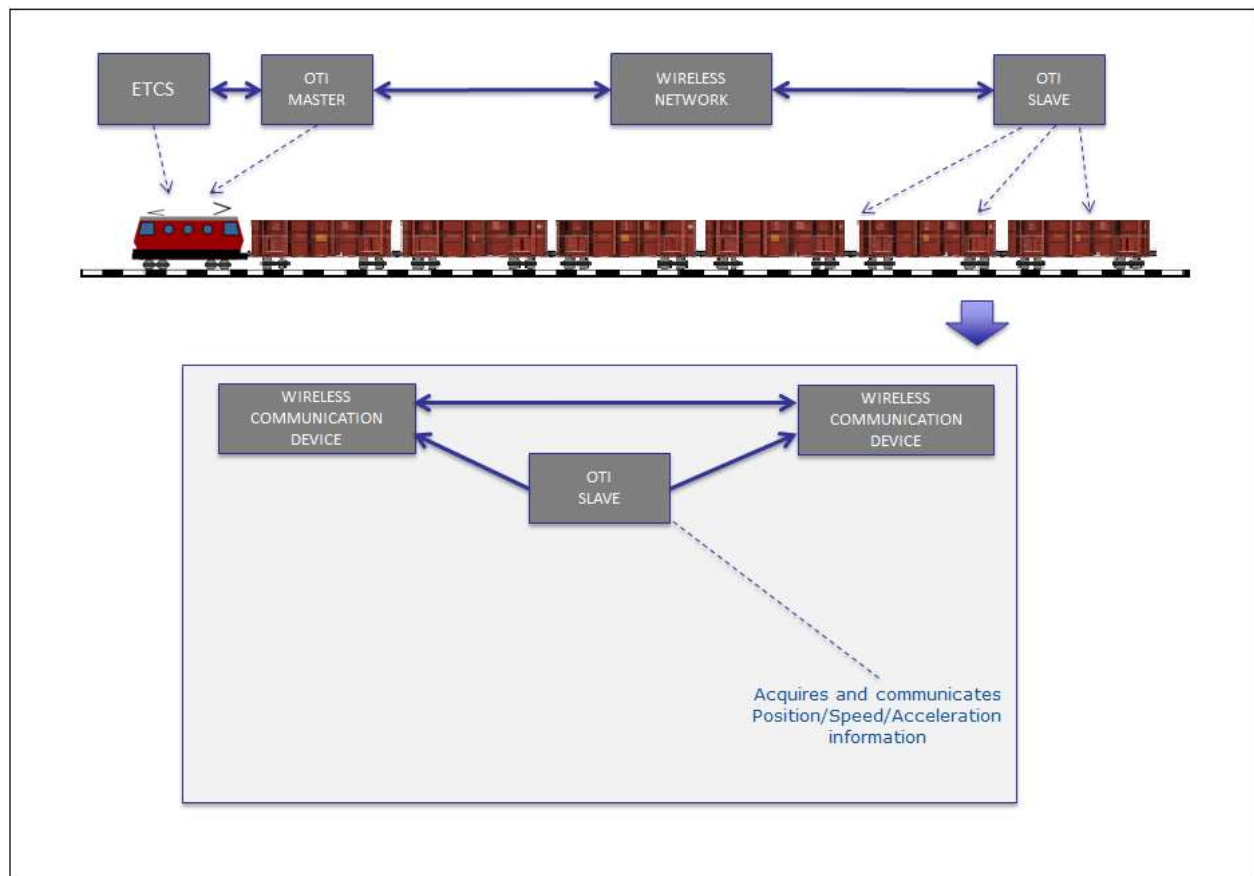 ETCS
OTI
MASTER
WIRELESS
NETWORK
OTI
SLAVE
WIRELESS
COMMUNICATION
DEVICE
WIRELESS
COMMUNICATION
DEVICE
OTI
SLAVE
Acquires and communicates
Position/Speed/Acceleration
information